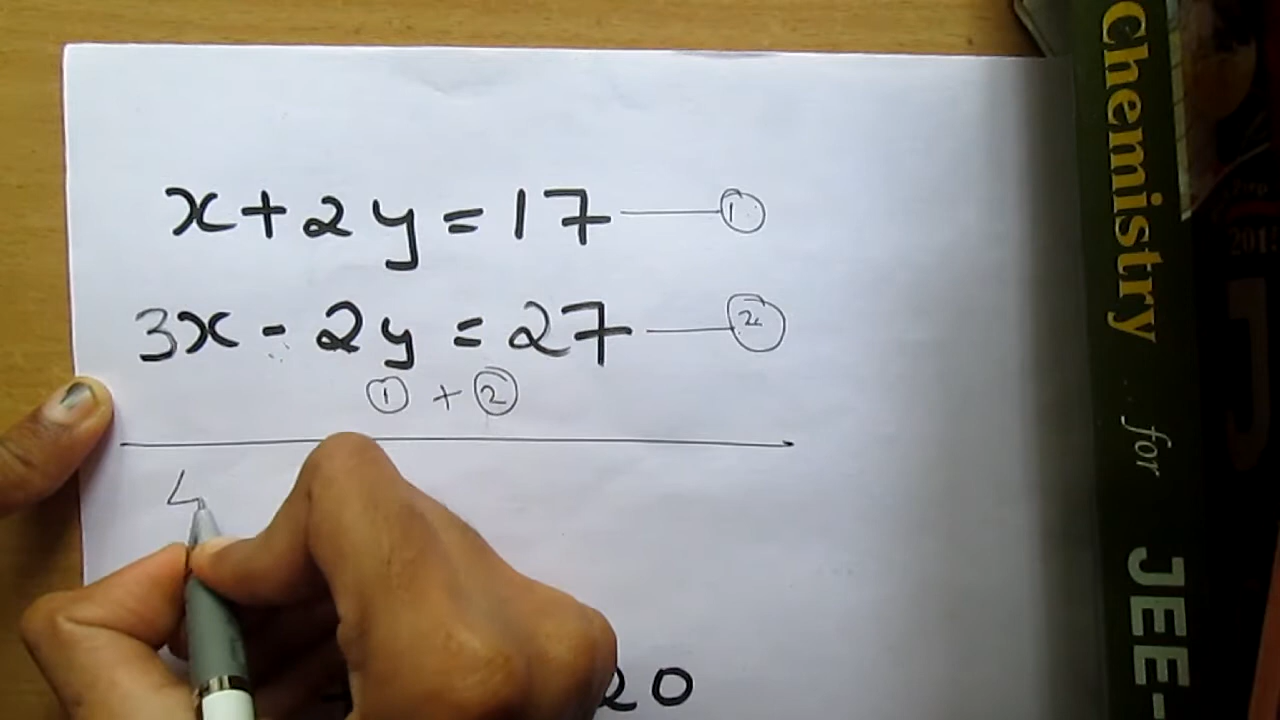 x+2y=17 ①
3x-2y=27 ②
① + ②
4
20
Chemistry
... for
JEE-